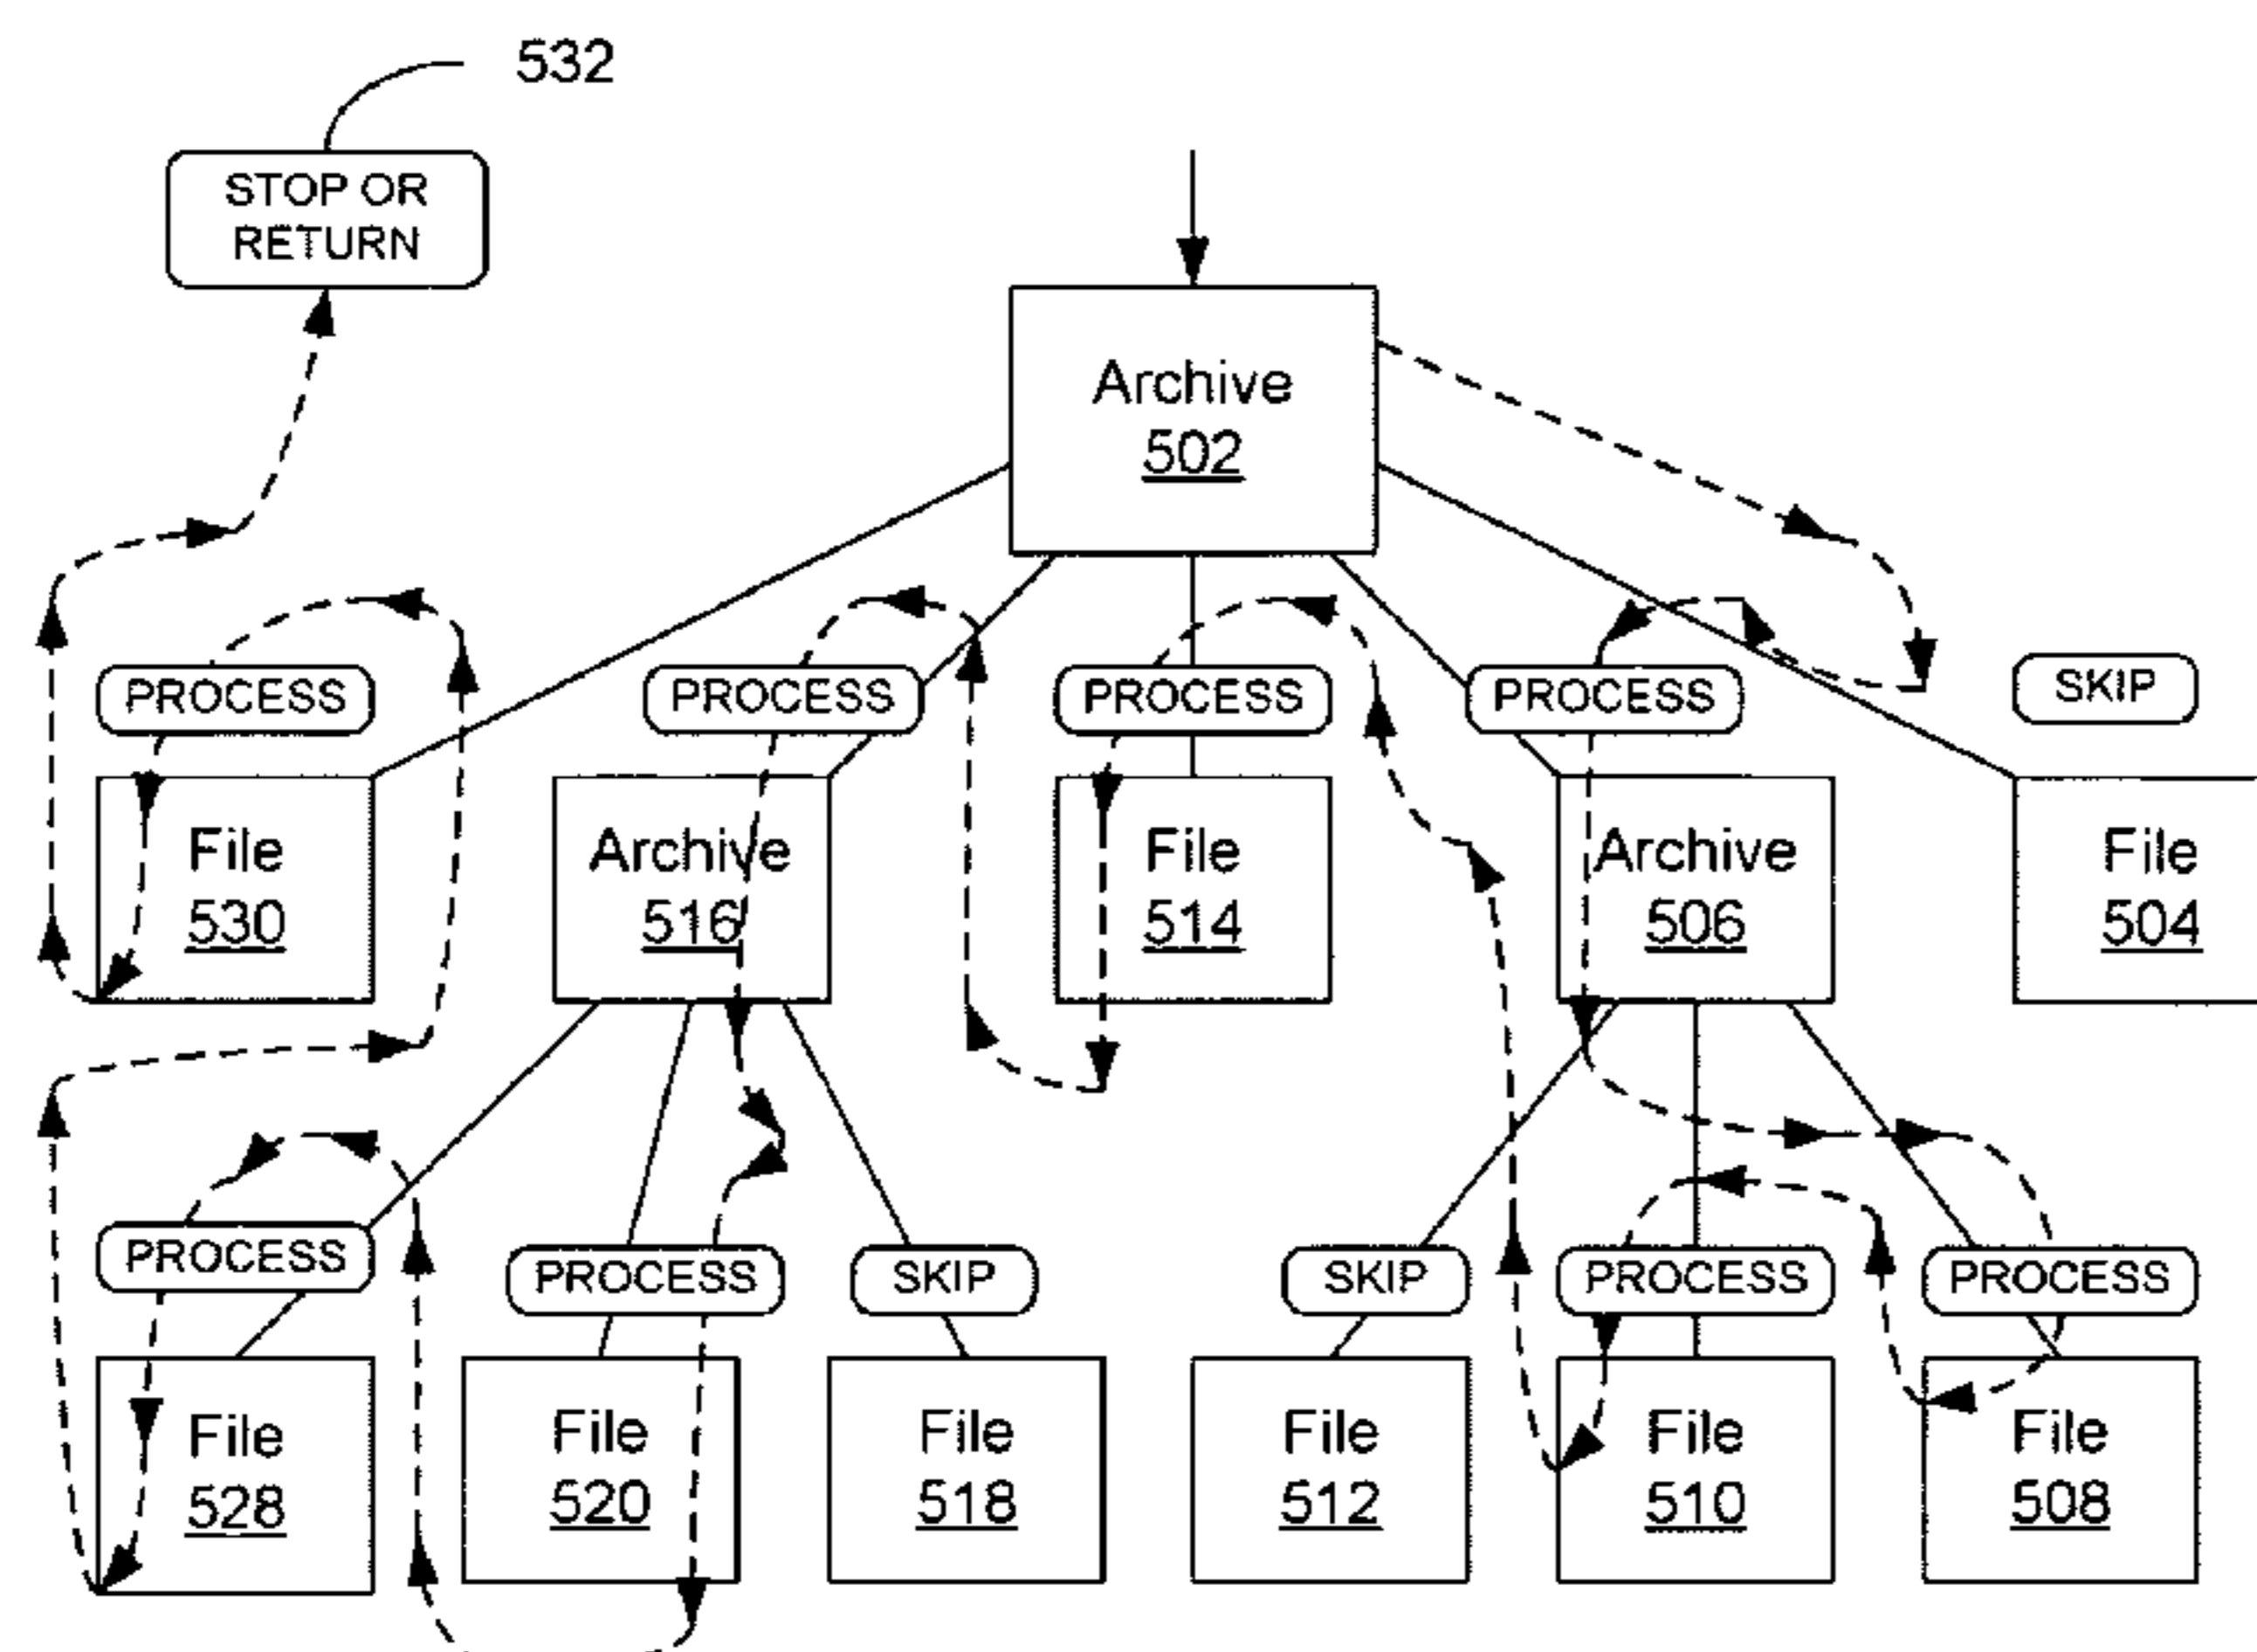 532
STOP OR
RETURN
Archive
502
PROCESS
PROCESS
PROCESS
PROCESS
SKIP
File
530
Archive
516
File
514
Archive
506
File
504
PROCESS
PROCESS
SKIP
SKIP
PROCESS
PROCESS
File
528
File
520
File
518
File
512
File
510
File
508